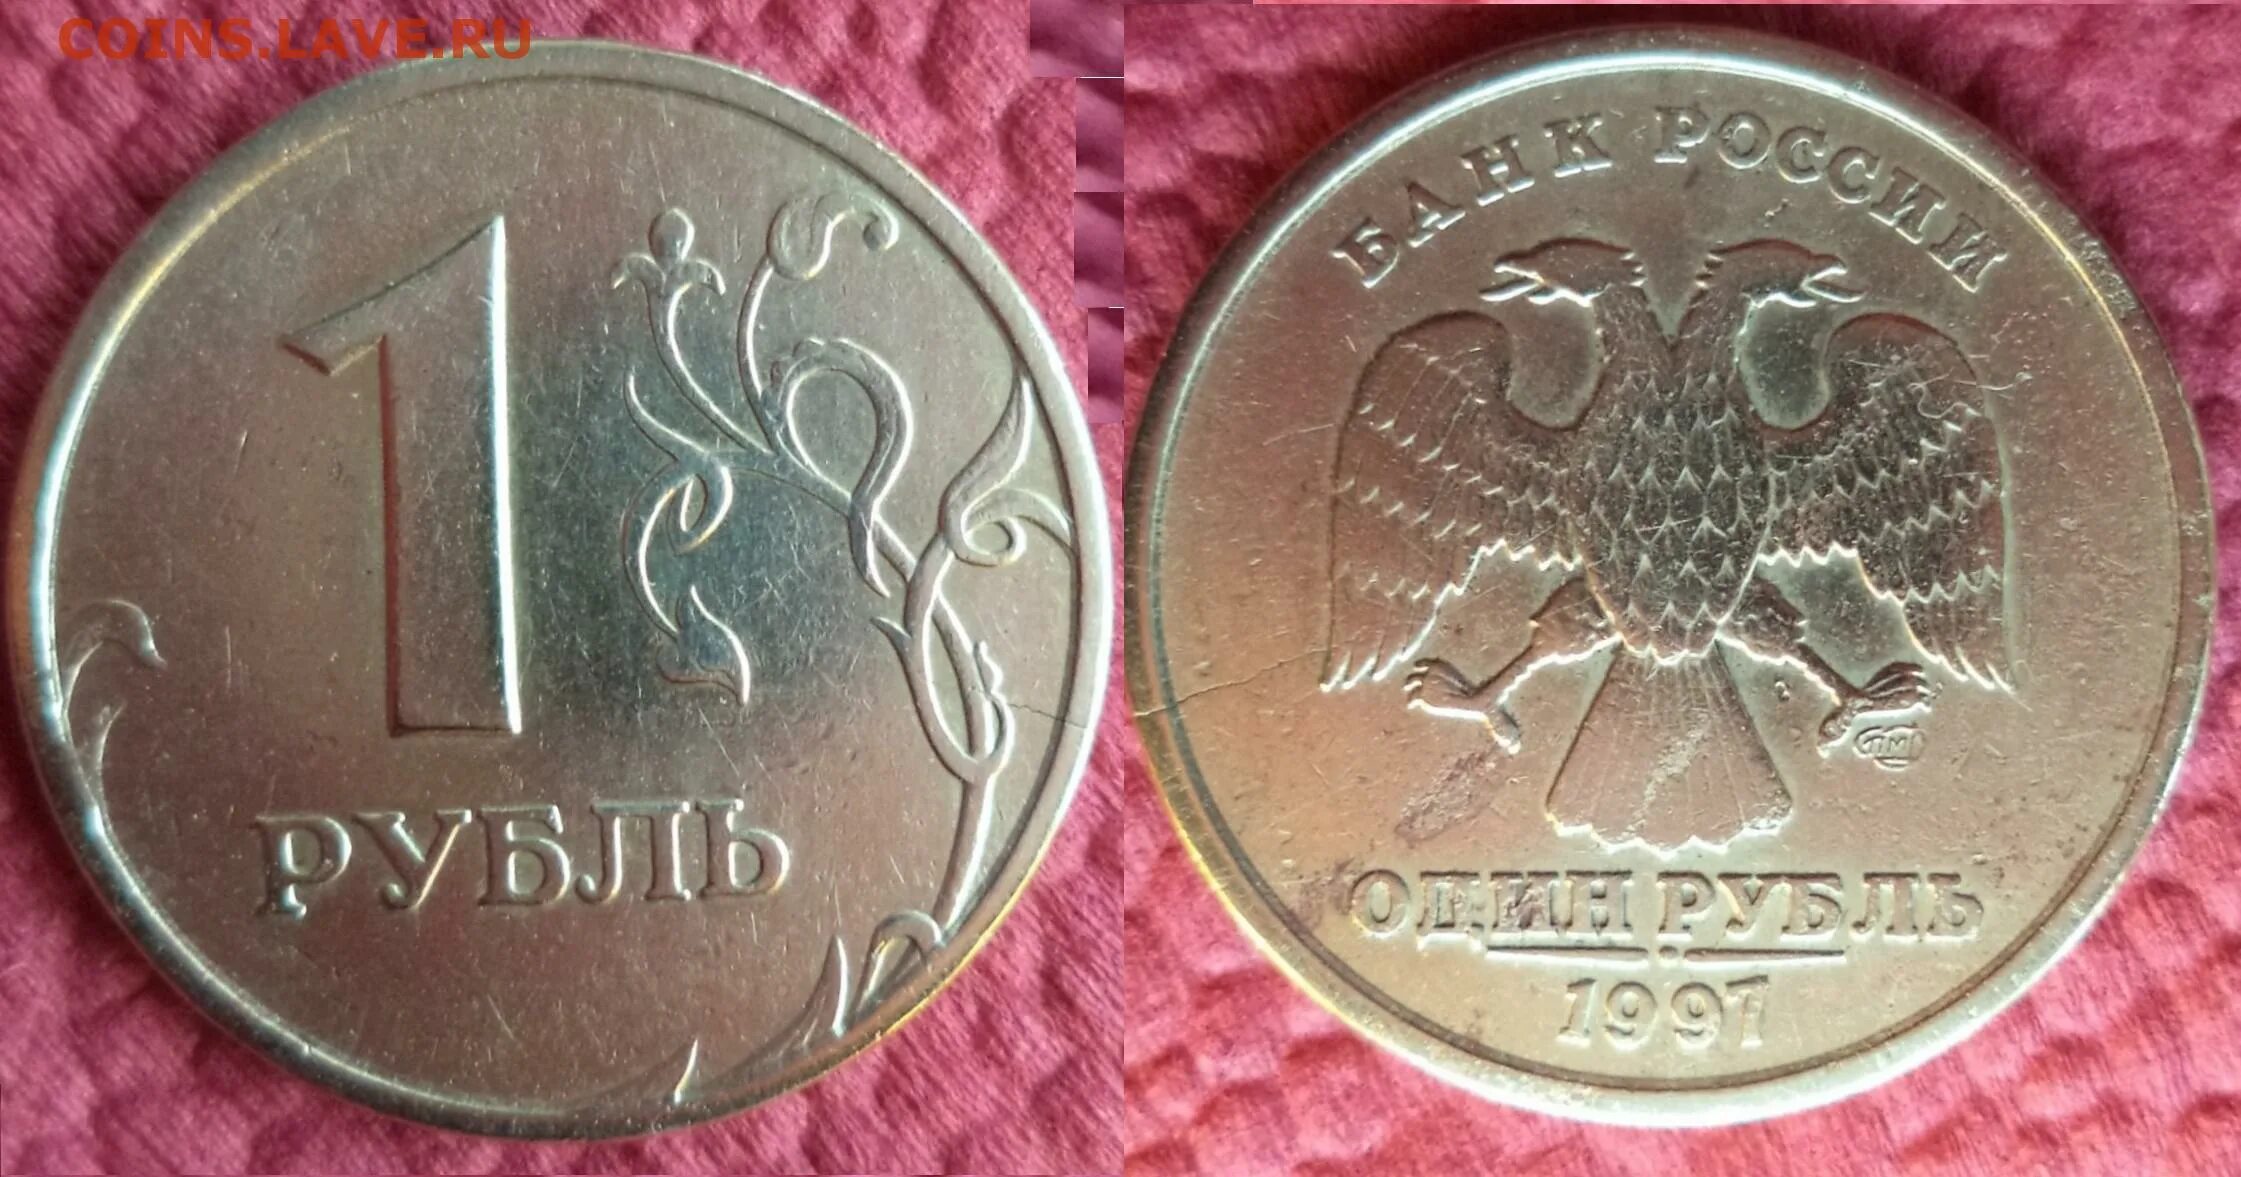 COINS.LAVE.RU
1
РУБЛЬ
БАНК РОССИИ
СПМД
ОДИН РУБЛЬ
1997